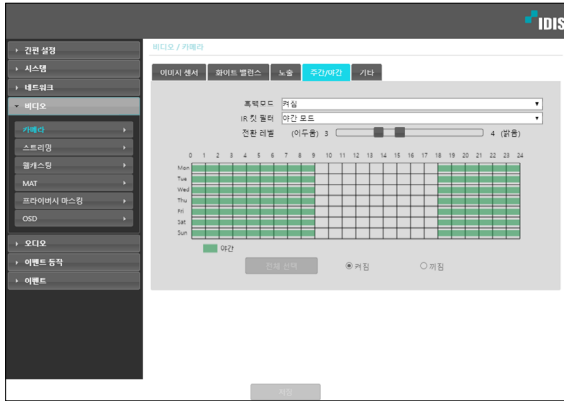 IDIS
비디오 / 카메라
간편 설정
시스템
네트워크
비디오
카메라
스트리밍
웹캐스팅
MAT
프라이버시 마스킹
OSD
오디오
이벤트 동작
이벤트
이미지 센서 화이트 밸런스 노출 주간/야간 기타
흑백모드 켜짐
IR 컷 필터 야간 모드
전환 레벨 (어두움) 3 4 (밝음)
0 1 2 3 4 5 6 7 8 9 10 11 12 13 14 15 16 17 18 19 20 21 22 23 24
Mon
Tue
Wed
Thu
Fri
Sat
Sun
야간
전체 선택 켜짐 꺼짐
저장